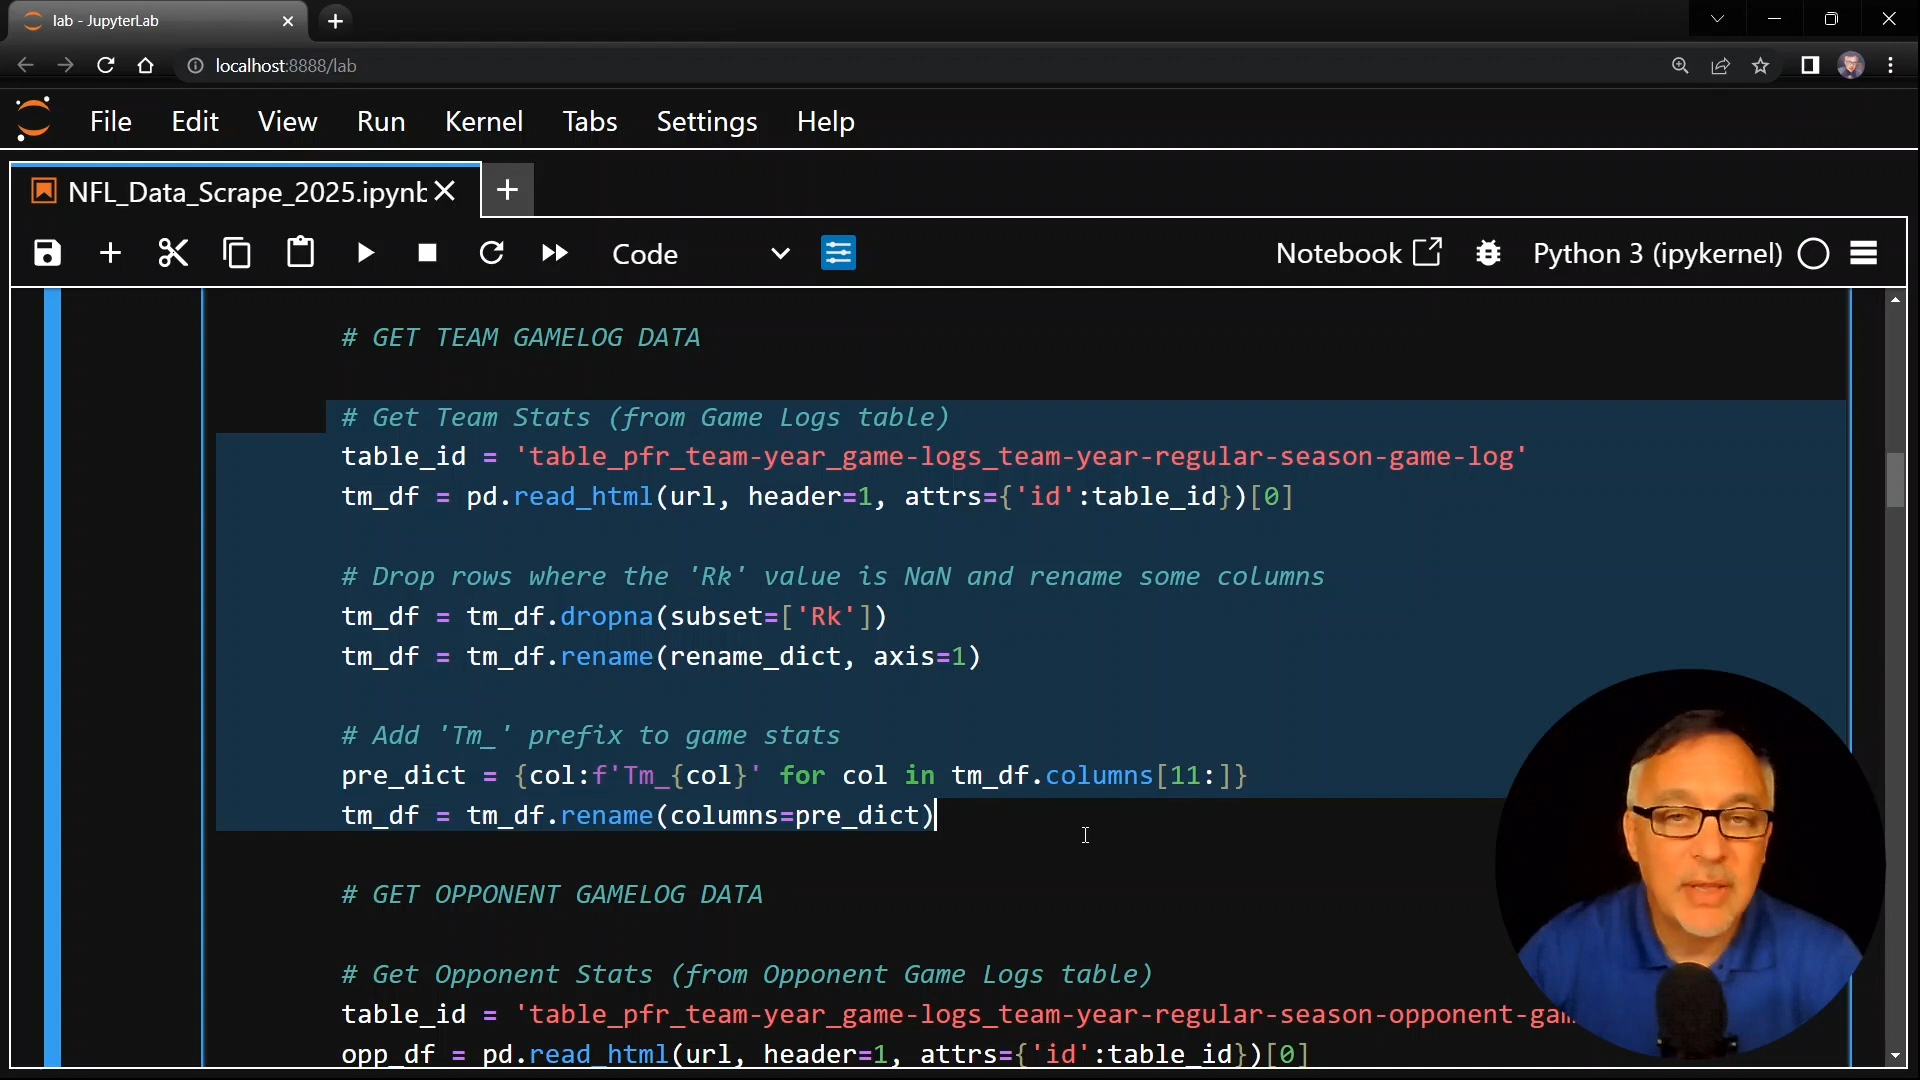 lab - JupyterLab
localhost:8888/lab
File Edit View Run Kernel Tabs Settings Help
NFL_Data_Scrape_2025.ipynb
Code Notebook Python 3 (ipykernel)
# GET TEAM GAMELOG DATA
# Get Team Stats (from Game Logs table)
table_id = 'table_pfr_team-year_game-logs_team-year-regular-season-game-log'
tm_df = pd.read_html(url, header=1, attrs={'id':table_id})[0]
# Drop rows where the 'Rk' value is NaN and rename some columns
tm_df = tm_df.dropna(subset=['Rk'])
tm_df = tm_df.rename(rename_dict, axis=1)
# Add 'Tm_' prefix to game stats
pre_dict = {col:f'Tm_{col}' for col in tm_df.columns[11:]}
tm_df = tm_df.rename(columns=pre_dict)
# GET OPPONENT GAMELOG DATA
# Get Opponent Stats (from Opponent Game Logs table)
table_id = 'table_pfr_team-year_game-logs_team-year-regular-season-opponent-gam
opp_df = pd.read_html(url, header=1, attrs={'id':table_id})[0]